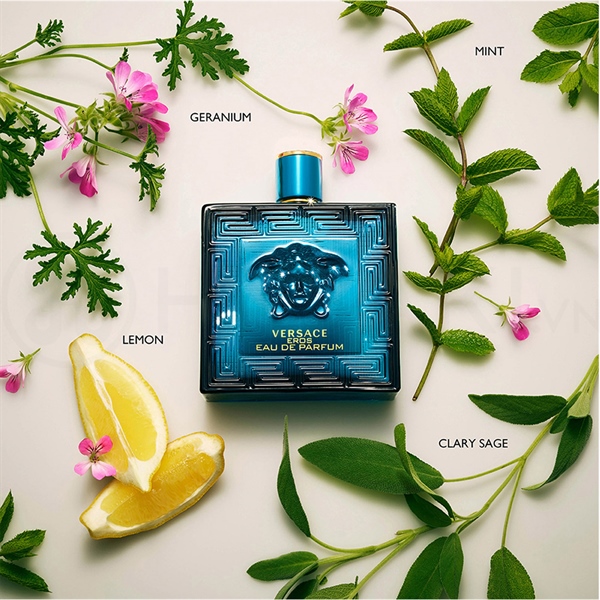 MINT
GERANIUM
VERSACE
EROS
EAU DE PARFUM
LEMON
CLARY SAGE